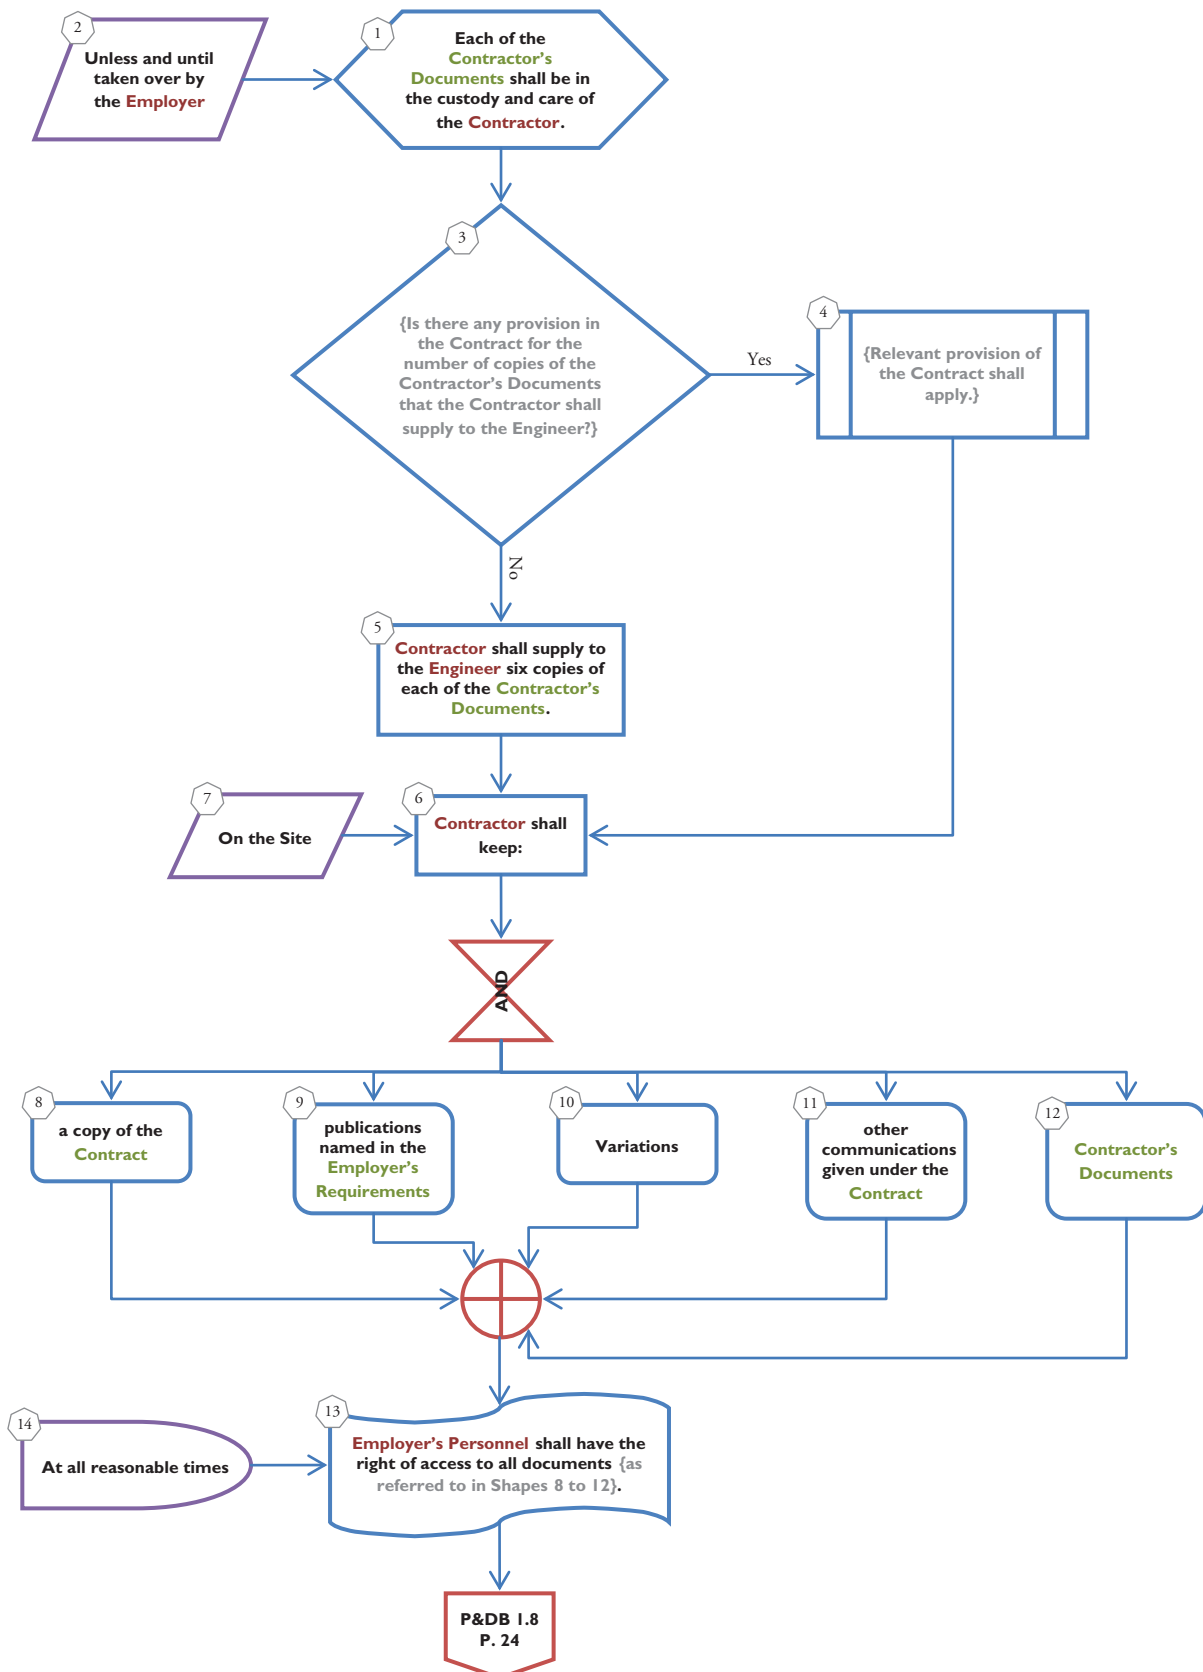 2
Unless and until
taken over by
the Employer
1
Each of the
Contractor's
Documents shall be in
the custody and care of
the Contractor.
3
{Is there any provision in
the Contract for the
number of copies of the
Contractor's Documents
that the Contractor shall
supply to the Engineer?}
Yes
4
{Relevant provision of
the Contract shall
apply.}
No
5
Contractor shall supply to
the Engineer six copies of
each of the Contractor's
Documents.
7
On the Site
6
Contractor shall
keep:
AND
8
a copy of the
Contract
9
publications
named in the
Employer's
Requirements
10
Variations
11
other
communications
given under the
Contract
12
Contractor's
Documents
14
At all reasonable times
13
Employer's Personnel shall have the
right of access to all documents {as
referred to in Shapes 8 to 12}.
P&DB 1.8
P. 24